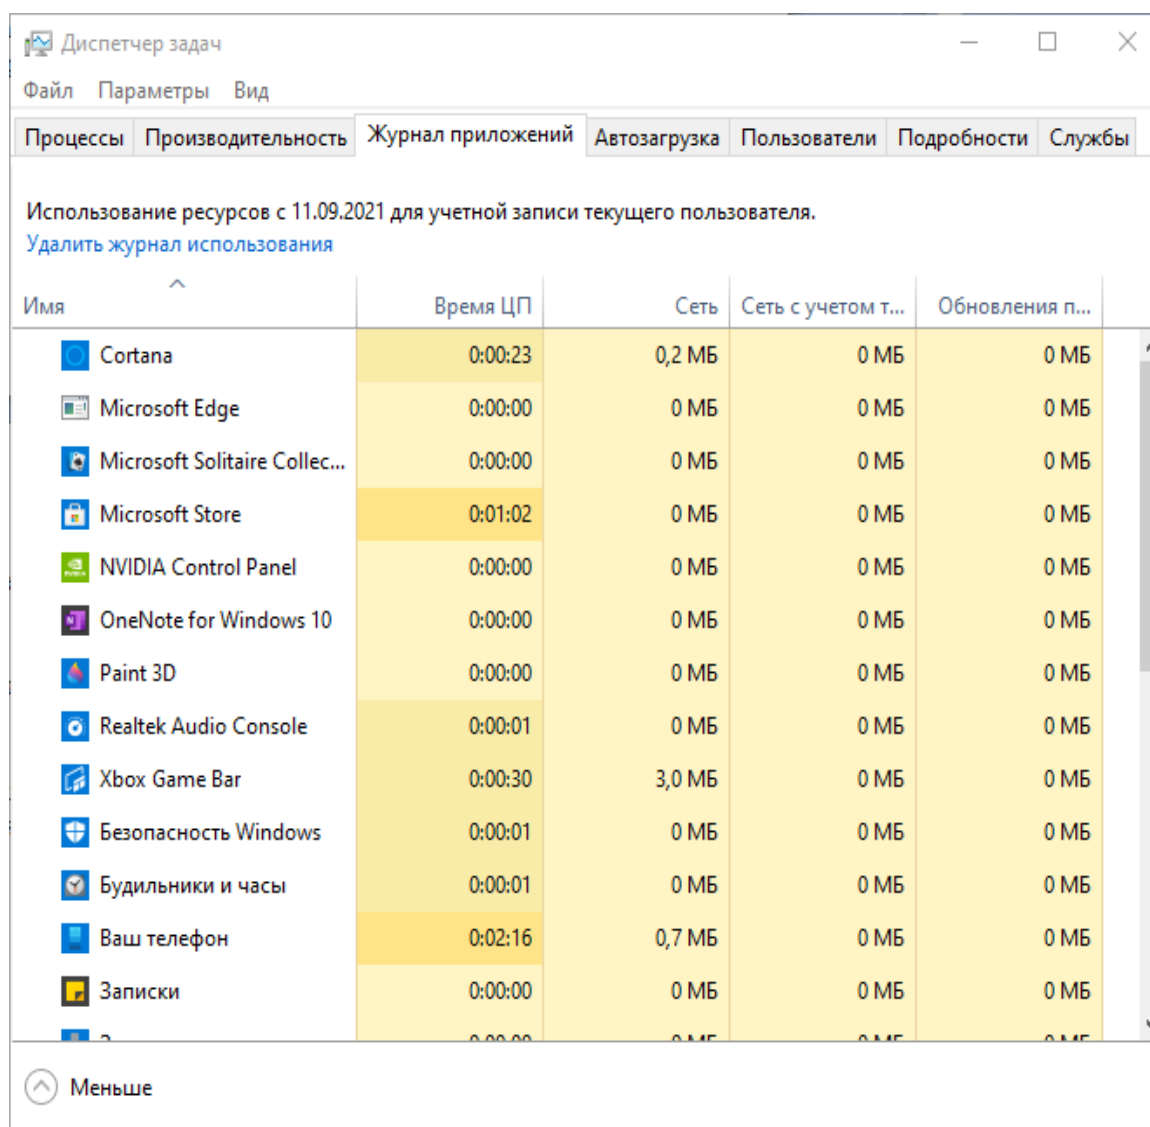 Диспетчер задач
Файл Параметры Вид
Процессы Производительность Журнал приложений Автозагрузка Пользователи Подробности Службы
Использование ресурсов с 11.09.2021 для учетной записи текущего пользователя.
Удалить журнал использования
Имя Время ЦП Сеть Сеть с учетом т... Обновления п...
Cortana 0:00:23 0,2 МБ 0 МБ 0 МБ
Microsoft Edge 0:00:00 0 МБ 0 МБ 0 МБ
Microsoft Solitaire Collec... 0:00:00 0 МБ 0 МБ 0 МБ
Microsoft Store 0:01:02 0 МБ 0 МБ 0 МБ
NVIDIA Control Panel 0:00:00 0 МБ 0 МБ 0 МБ
OneNote for Windows 10 0:00:00 0 МБ 0 МБ 0 МБ
Paint 3D 0:00:00 0 МБ 0 МБ 0 МБ
Realtek Audio Console 0:00:01 0 МБ 0 МБ 0 МБ
Xbox Game Bar 0:00:30 3,0 МБ 0 МБ 0 МБ
Безопасность Windows 0:00:01 0 МБ 0 МБ 0 МБ
Будильники и часы 0:00:01 0 МБ 0 МБ 0 МБ
Ваш телефон 0:02:16 0,7 МБ 0 МБ 0 МБ
Записки 0:00:00 0 МБ 0 МБ 0 МБ
Меньше